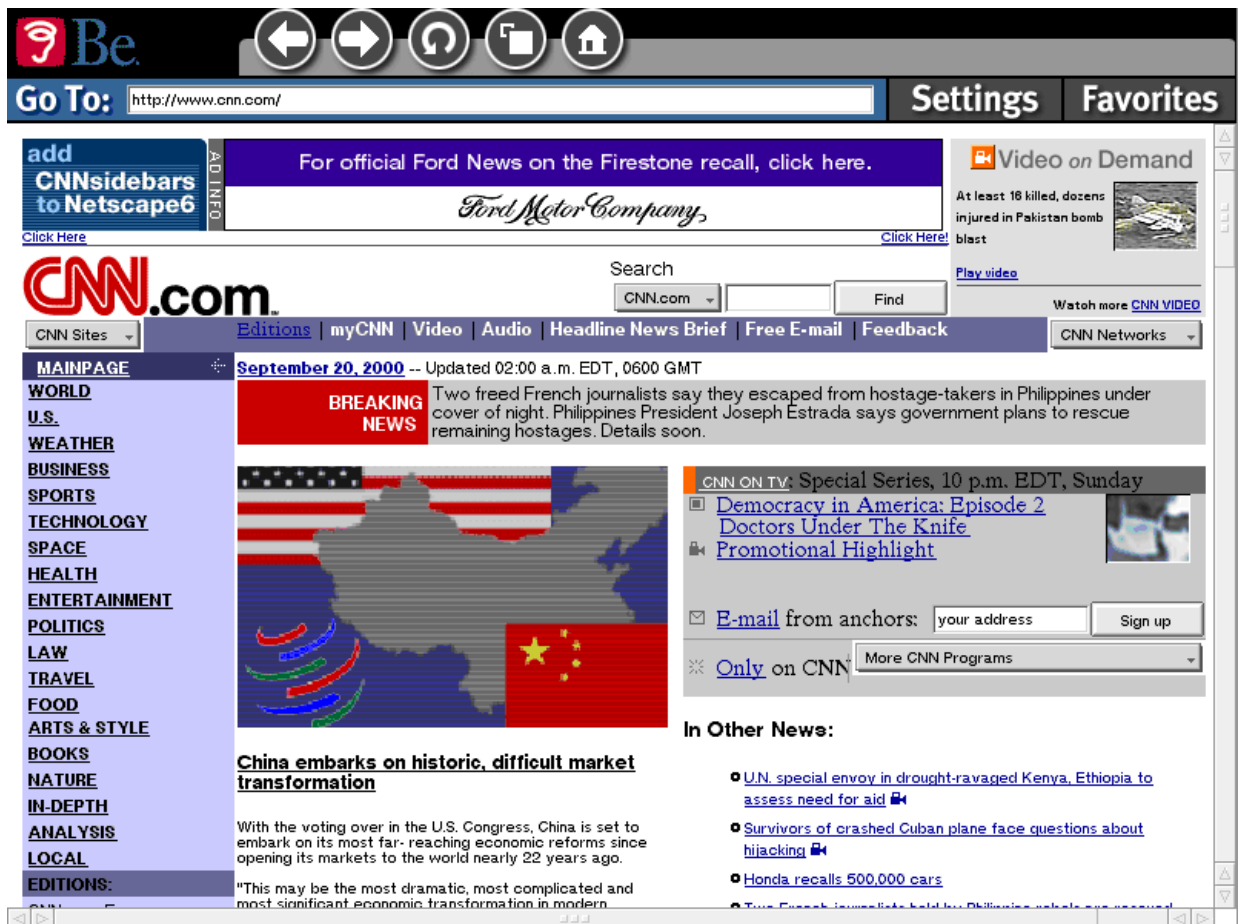 Be.
Go To:
http://www.cnn.com/
Settings
Favorites
add
CNNsidebars
to Netscape6
AD INFO
Click Here
For official Ford News on the Firestone recall, click here.
Ford Motor Company,
Click Here!
Video on Demand
At least 16 killed, dozens
injured in Pakistan bomb
blast
Play video
Watch more CNN VIDEO
CNN.com
Search
CNN.com
Find
CNN Sites
Editions | myCNN | Video | Audio | Headline News Brief | Free E-mail | Feedback
CNN Networks
MAINPAGE
WORLD
U.S.
WEATHER
BUSINESS
SPORTS
TECHNOLOGY
SPACE
HEALTH
ENTERTAINMENT
POLITICS
LAW
TRAVEL
FOOD
ARTS & STYLE
BOOKS
NATURE
IN-DEPTH
ANALYSIS
LOCAL
EDITIONS:
September 20, 2000 -- Updated 02:00 a.m. EDT, 0600 GMT
BREAKING
NEWS
Two freed French journalists say they escaped from hostage-takers in Philippines under
cover of night. Philippines President Joseph Estrada says government plans to rescue
remaining hostages. Details soon.
China embarks on historic, difficult market
transformation
With the voting over in the U.S. Congress, China is set to
embark on its most far- reaching economic reforms since
opening its markets to the world nearly 22 years ago.
"This may be the most dramatic, most complicated and
most significant economic transformation in modern
CNN ON TV: Special Series, 10 p.m. EDT, Sunday
Democracy in America: Episode 2
Doctors Under The Knife
Promotional Highlight
E-mail from anchors:
your address
Sign up
Only on CNN
More CNN Programs
In Other News:
U.N. special envoy in drought-ravaged Kenya, Ethiopia to
assess need for aid
Survivors of crashed Cuban plane face questions about
hijacking
Honda recalls 500,000 cars